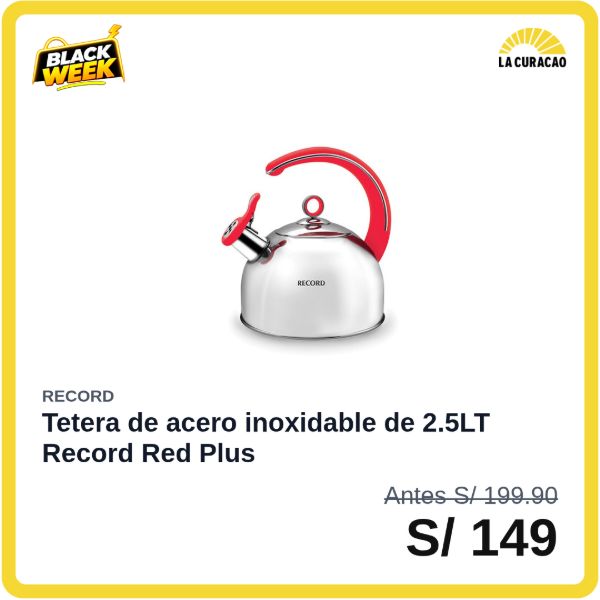 BLACK
WEEK
LA CURACAO
RECORD
RECORD
Tetera de acero inoxidable de 2.5LT
Record Red Plus
Antes S/ 199.90
S/ 149